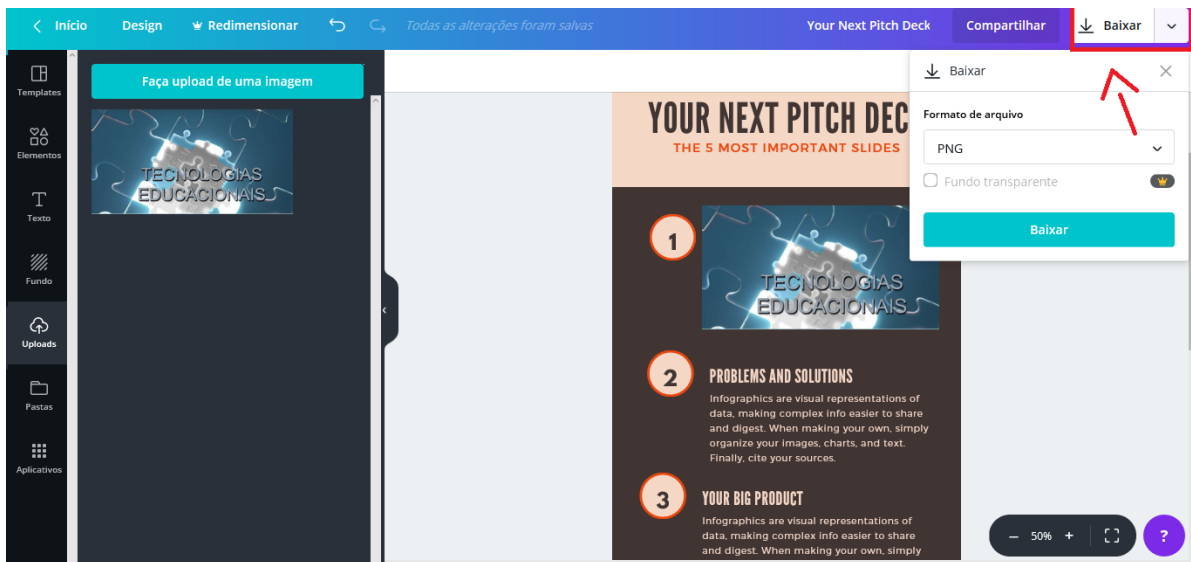 Início
Design
Redimensionar
Todas as alterações foram salvas
Your Next Pitch Deck
Compartilhar
Baixar
Templates
Elementos
Texto
Fundo
Uploads
Pastas
Aplicativos
Faça upload de uma imagem
TECNOLOGIAS
EDUCACIONAIS
YOUR NEXT PITCH DEC
THE 5 MOST IMPORTANT SLIDES
1
TECNOLOGIAS
EDUCACIONAIS
2
PROBLEMS AND SOLUTIONS
Infographics are visual representations of
data, making complex info easier to share
and digest. When making your own, simply
organize your images, charts, and text.
Finally, cite your sources.
3
YOUR BIG PRODUCT
Infographics are visual representations of
data, making complex info easier to share
and digest. When making your own, simply
Baixar
Formato de arquivo
PNG
Fundo transparente
Baixar
– 50% +
?